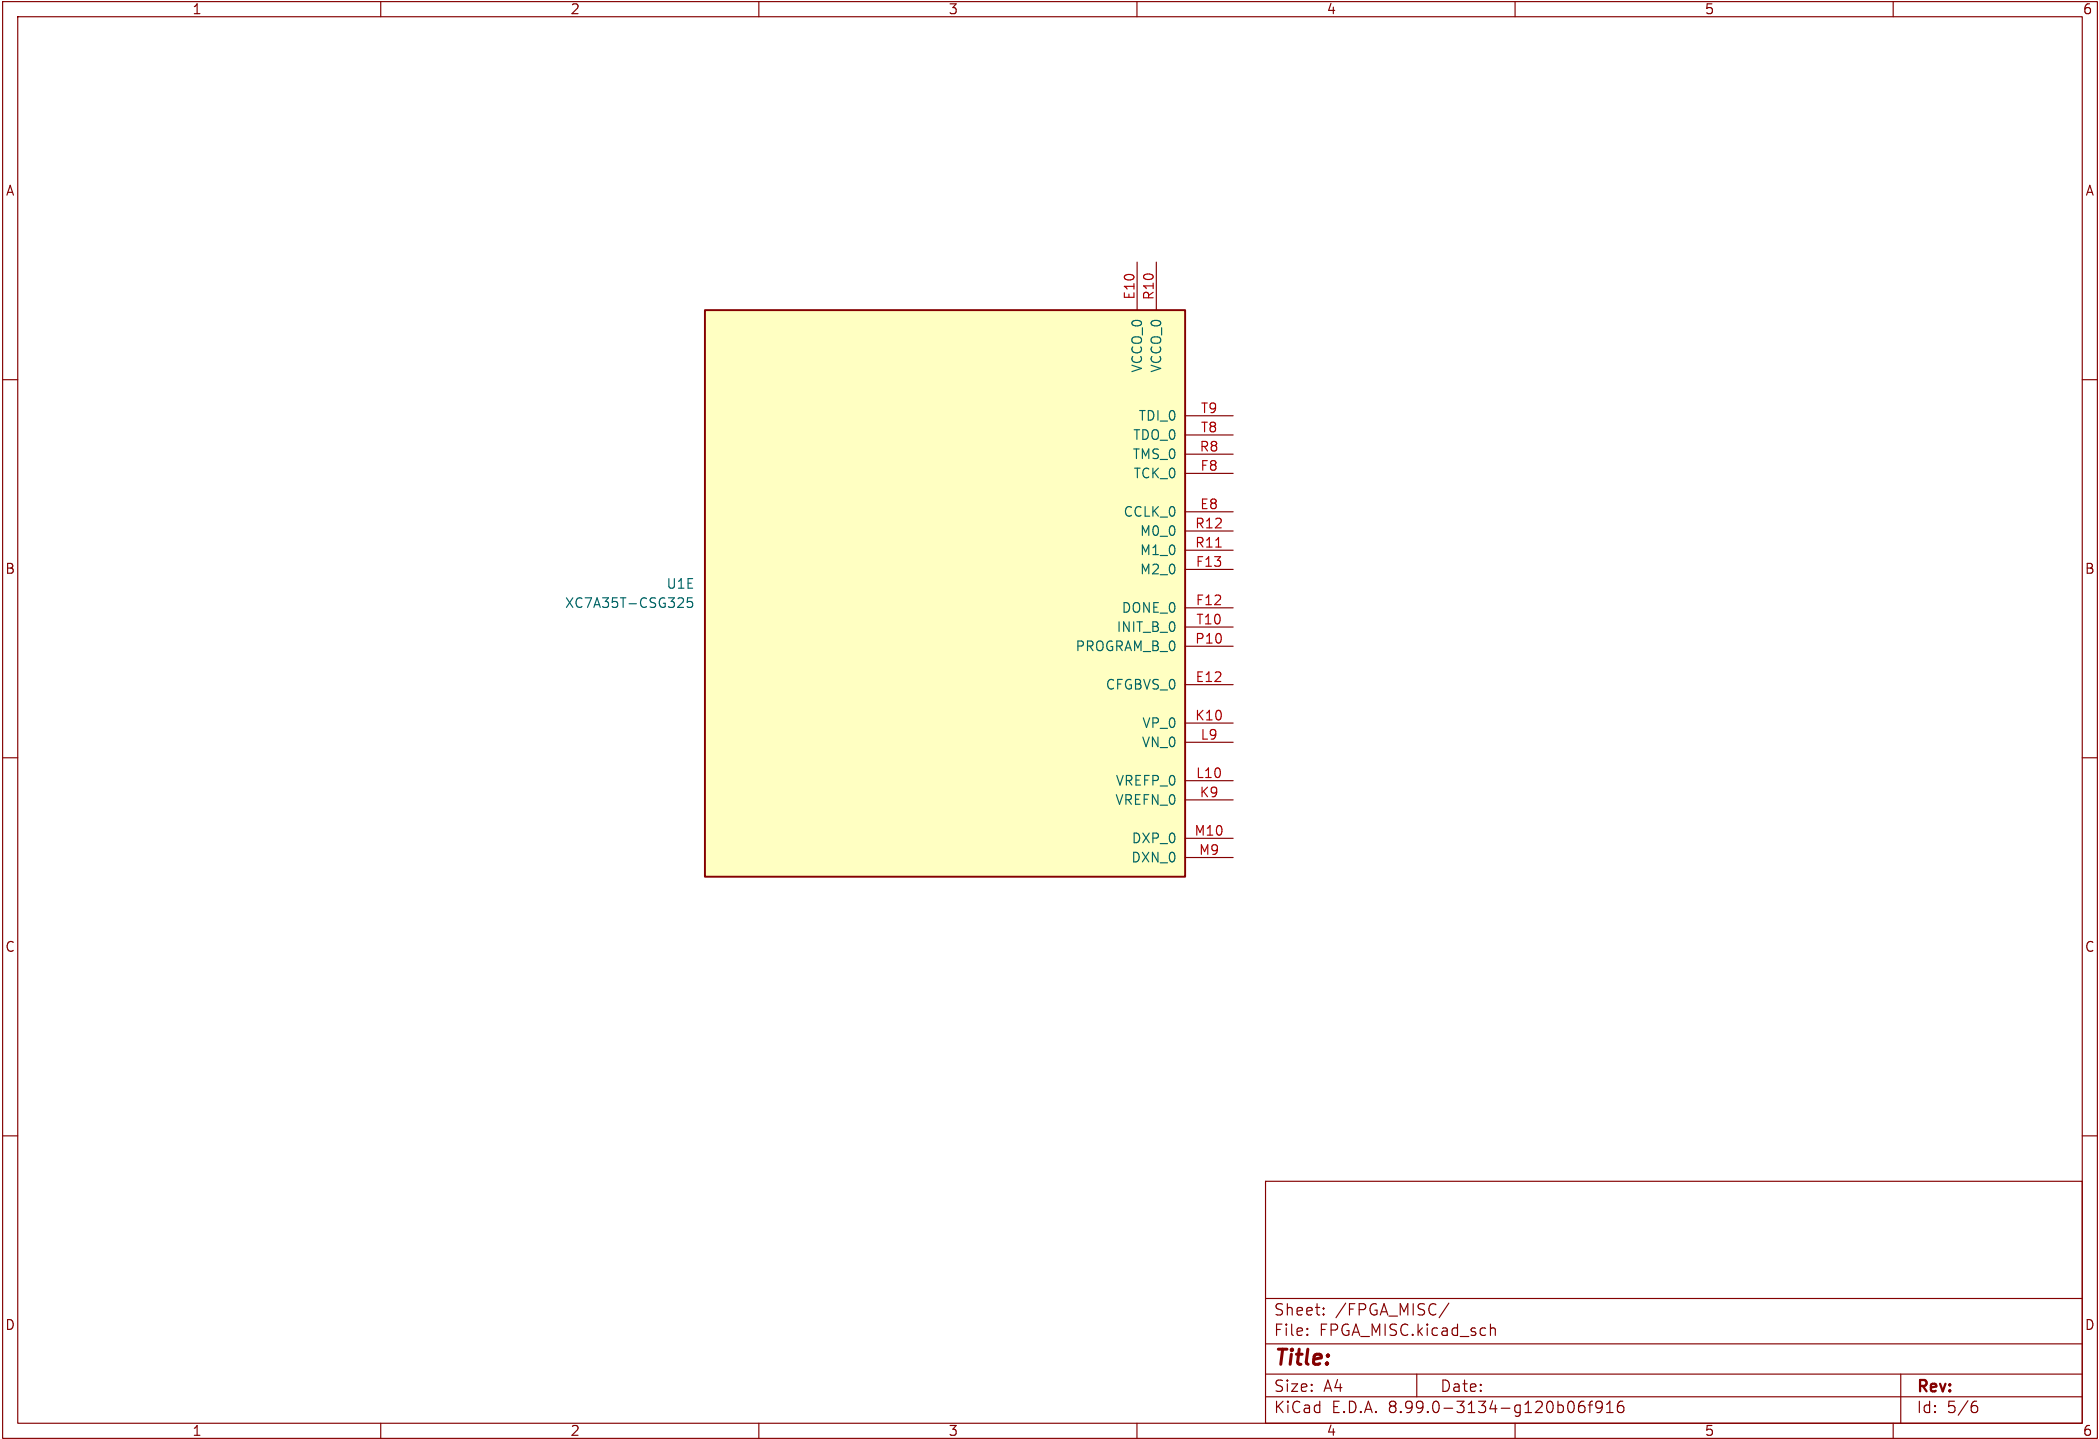 1 2 3 4 5 6
A A
E10 R10
VCCO_0 VCCO_0
TDI_0 T9
TDO_0 T8
TMS_0 R8
TCK_0 F8
CCLK_0 E8
M0_0 R12
M1_0 R11
B B
M2_0 F13
U1E
XC7A35T-CSG325
DONE_0 F12
INIT_B_0 T10
PROGRAM_B_0 P10
CFGBVS_0 E12
VP_0 K10
VN_0 L9
VREFP_0 L10
VREFN_0 K9
DXP_0 M10
DXN_0 M9
C C
Sheet: /FPGA_MISC/
D D
File: FPGA_MISC.kicad_sch
Title:
Size: A4 Date: Rev:
KiCad E.D.A. 8.99.0-3134-g120b06f916 Id: 5/6
1 2 3 4 5 6